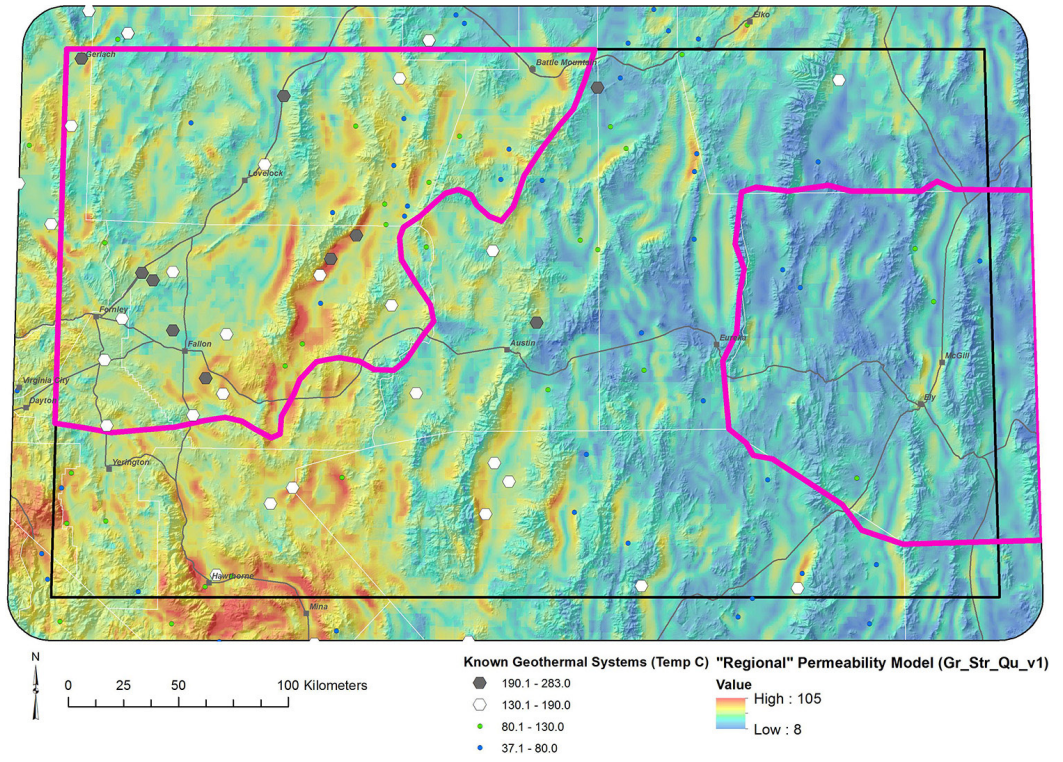 Elko
Gerlach
Battle Mountain
Lovelock
Fernley
Fallon
Austin
Eureka
McGill
Virginia City
Dayton
Ely
Yerington
Hawthorne
Mina
N
0 25 50 100 Kilometers
Known Geothermal Systems (Temp C)
190.1 - 283.0
130.1 - 190.0
80.1 - 130.0
37.1 - 80.0
"Regional" Permeability Model (Gr_Str_Qu_v1)
Value
High : 105
Low : 8